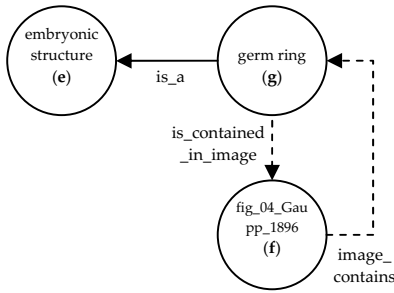 embryonic
structure
(e)
germ ring
(g)
is_a
is_contained
_in_image
fig_04_Gau
pp_1896
(f)
image_
contains